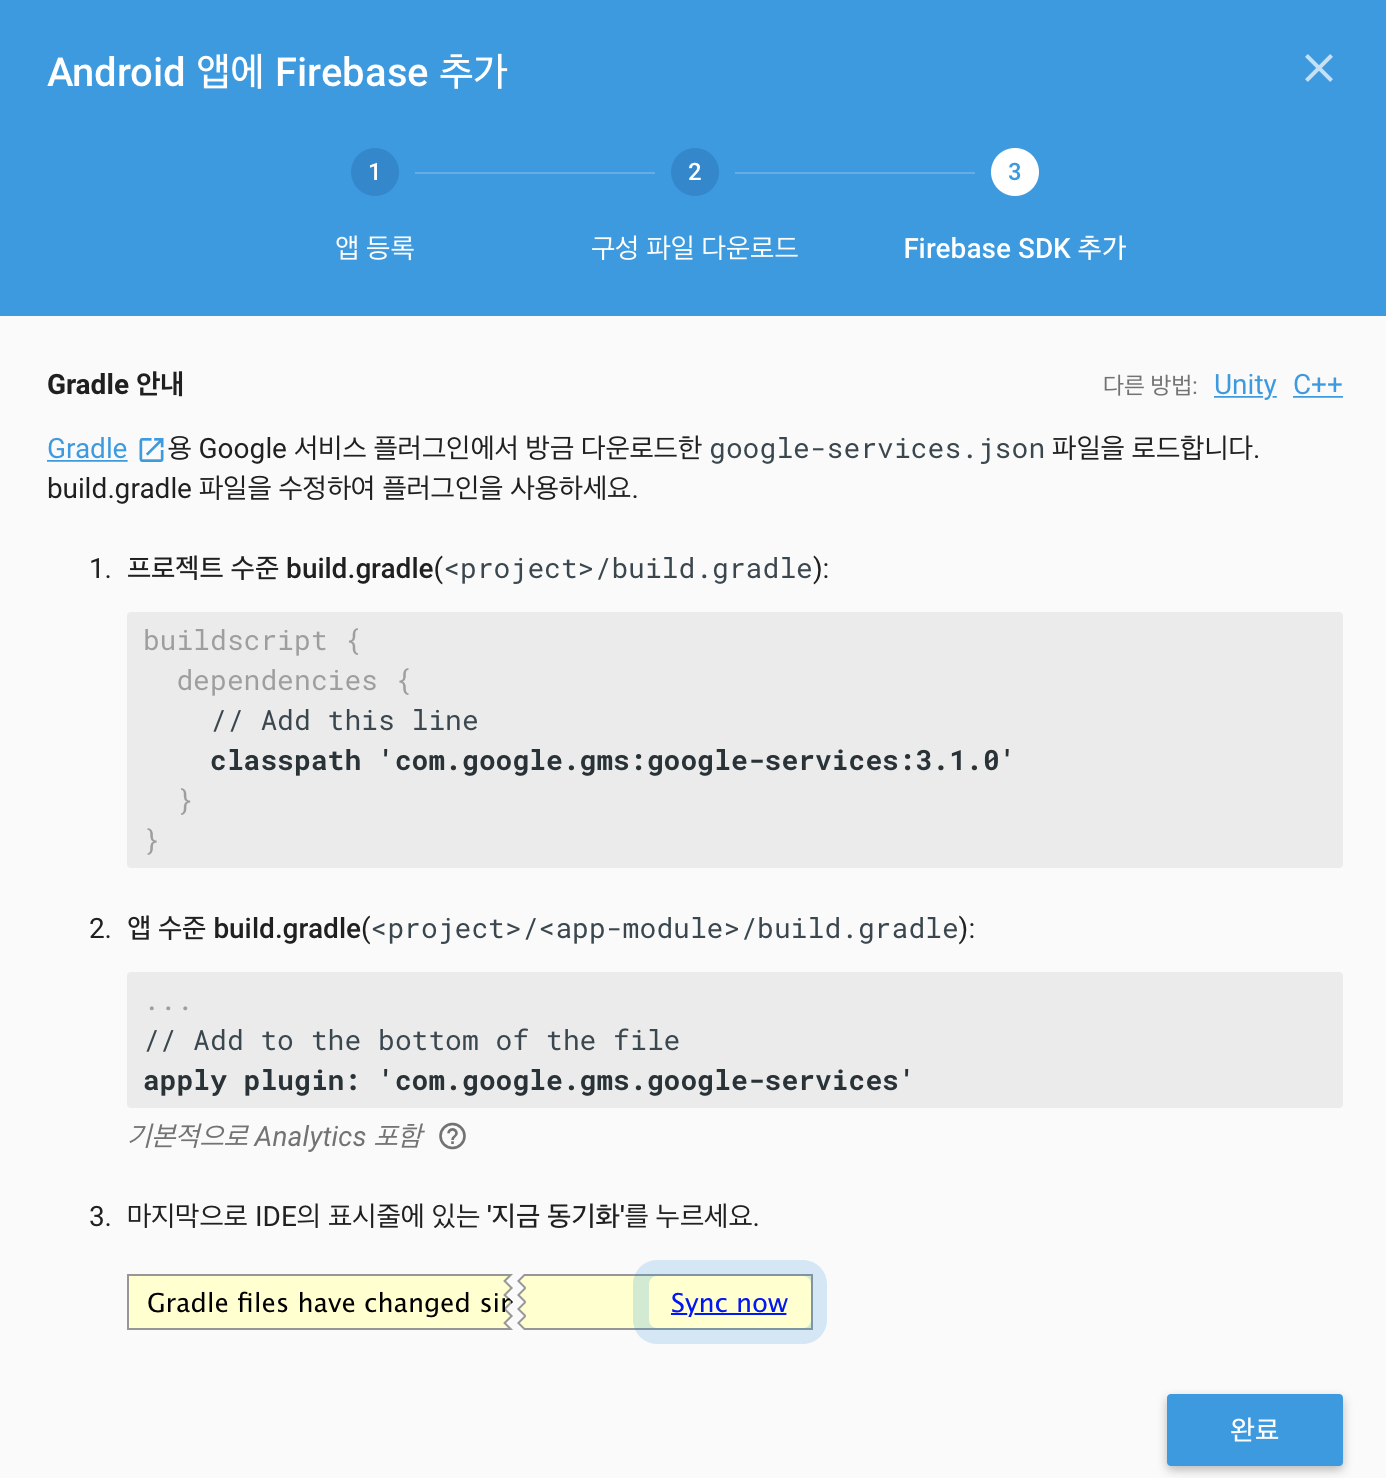 Android 앱에 Firebase 추가
1
2
3
앱 등록
구성 파일 다운로드
Firebase SDK 추가
Gradle 안내
다른 방법: Unity C++
Gradle 용 Google 서비스 플러그인에서 방금 다운로드한 google-services.json 파일을 로드합니다.
build.gradle 파일을 수정하여 플러그인을 사용하세요.
1. 프로젝트 수준 build.gradle(<project>/build.gradle):
buildscript {
  dependencies {
    // Add this line
    classpath 'com.google.gms:google-services:3.1.0'
  }
}
2. 앱 수준 build.gradle(<project>/<app-module>/build.gradle):
...
// Add to the bottom of the file
apply plugin: 'com.google.gms.google-services'
기본적으로 Analytics 포함 ?
3. 마지막으로 IDE의 표시줄에 있는 '지금 동기화'를 누르세요.
Gradle files have changed Sync now
완료